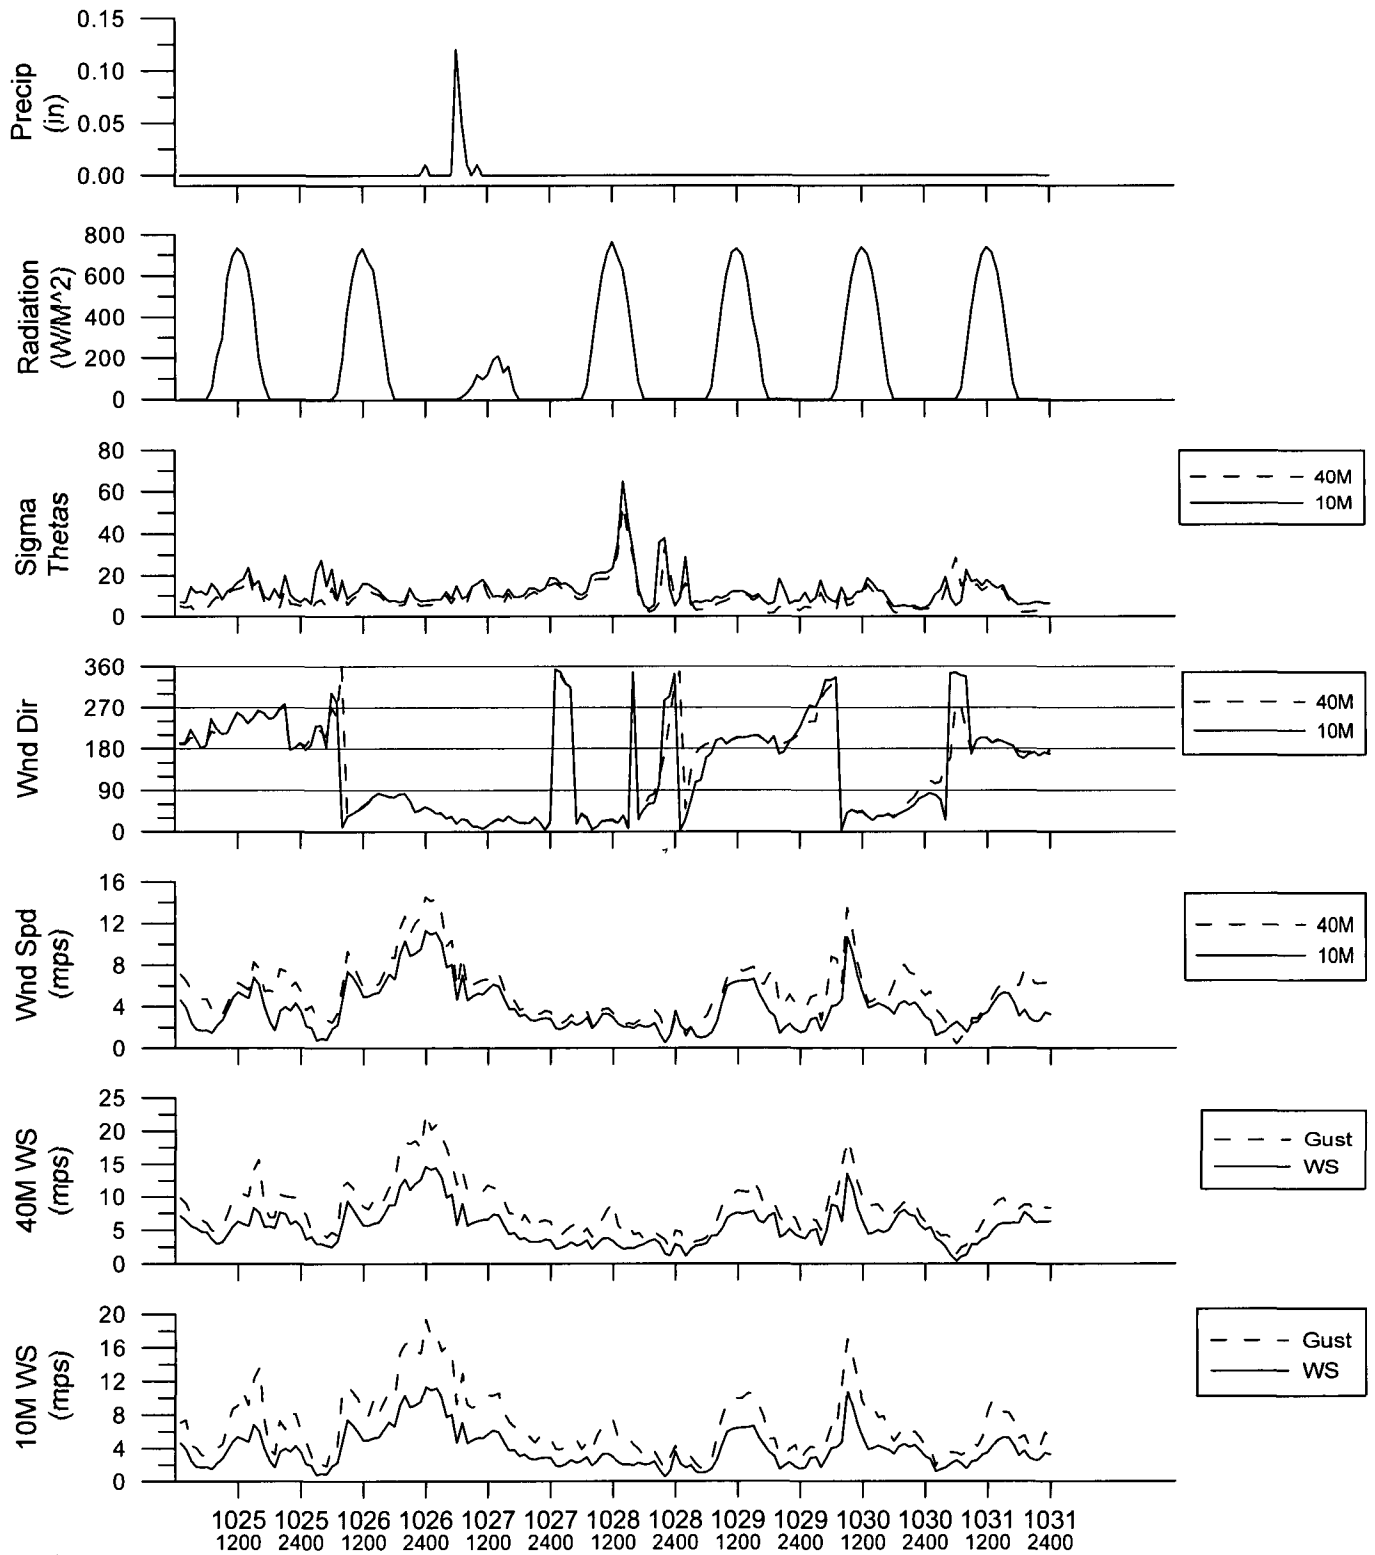 Precip
(in)
0.15
0.10
0.05
0.00
Radiation
(W/M^2)
800
600
400
200
0
Sigma
Thetas
80
60
40
20
0
40M
10M
Wnd Dir
360
270
180
90
0
40M
10M
Wnd Spd
(mps)
16
12
8
4
0
40M
10M
40M WS
(mps)
25
20
15
10
5
0
Gust
WS
10M WS
(mps)
20
16
12
8
4
0
Gust
WS
1025 1025 1026 1026 1027 1027 1028 1028 1029 1029 1030 1030 1031 1031
1200 2400 1200 2400 1200 2400 1200 2400 1200 2400 1200 2400 1200 2400